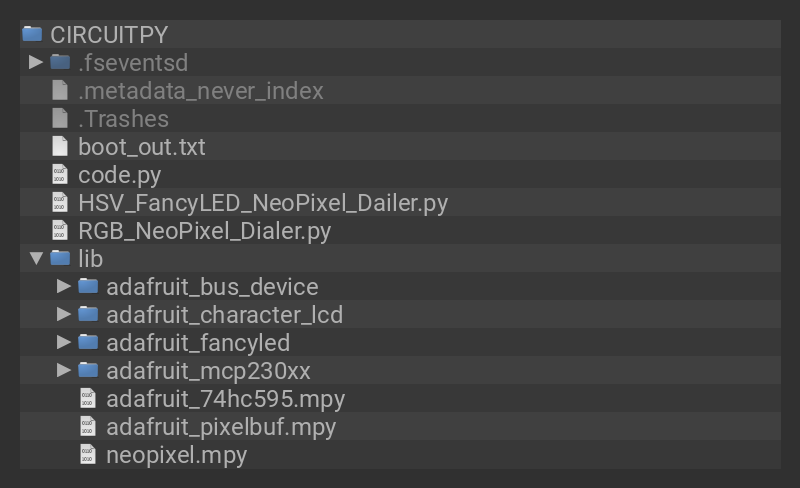 CIRCUITPY
.fseventsd
.metadata_never_index
.Trashes
boot_out.txt
code.py
HSV_FancyLED_NeoPixel_Dailer.py
RGB_NeoPixel_Dialer.py
lib
adafruit_bus_device
adafruit_character_lcd
adafruit_fancyled
adafruit_mcp230xx
adafruit_74hc595.mpy
adafruit_pixelbuf.mpy
neopixel.mpy